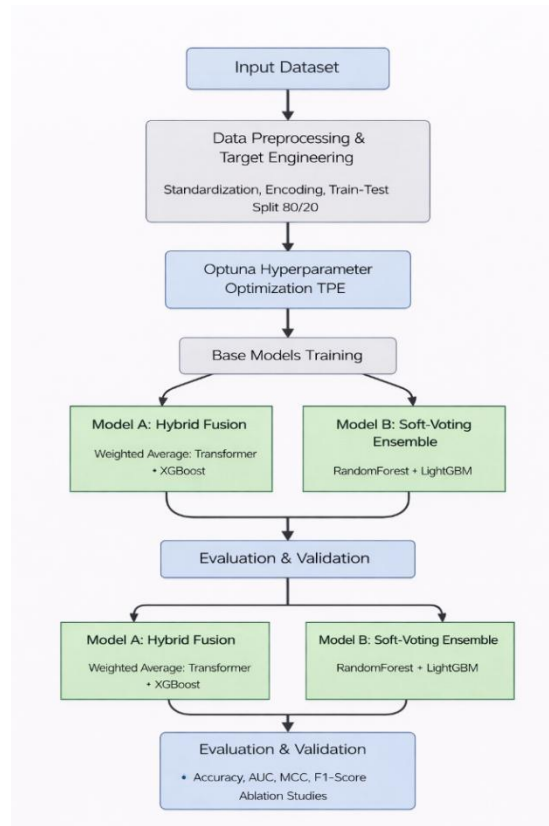 Input Dataset
Data Preprocessing &
Target Engineering
Standardization, Encoding, Train-Test
Split 80/20
Optuna Hyperparameter
Optimization TPE
Base Models Training
Model A: Hybrid Fusion
Weighted Average: Transformer
+ XGBoost
Model B: Soft-Voting
Ensemble
RandomForest + LightGBM
Evaluation & Validation
Model A: Hybrid Fusion
Weighted Average: Transformer
+ XGBoost
Model B: Soft-Voting Ensemble
RandomForest + LightGBM
Evaluation & Validation
• Accuracy, AUC, MCC, F1-Score
Ablation Studies